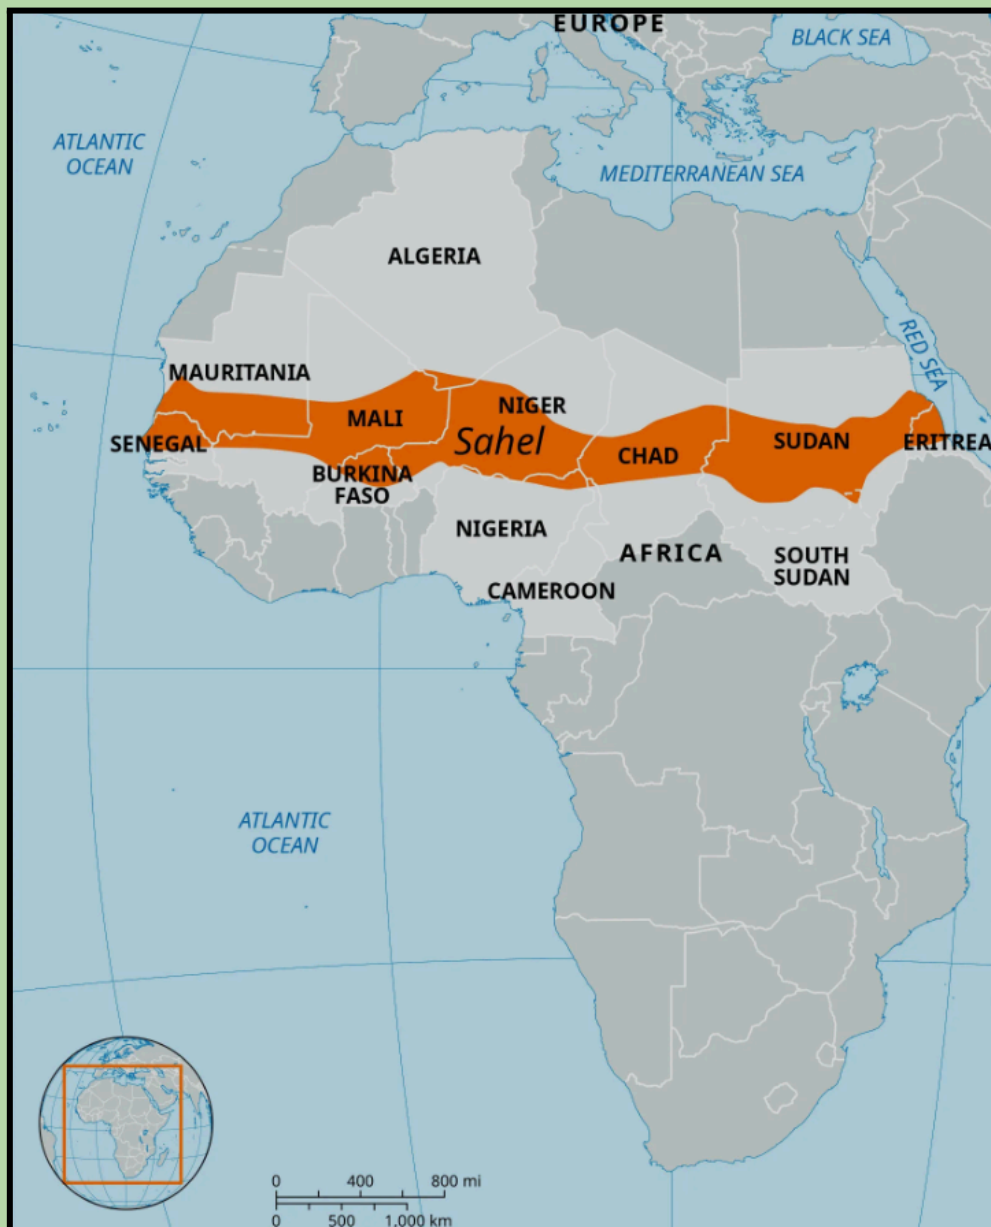 EUROPE
BLACK SEA
ATLANTIC
OCEAN
MEDITERRANEAN SEA
ALGERIA
RED SEA
MAURITANIA
MALI
NIGER
Sahel
SENEGAL
CHAD
SUDAN
ERITREA
BURKINA
FASO
NIGERIA
AFRICA
SOUTH
SUDAN
CAMEROON
ATLANTIC
OCEAN
0 400 800 mi
0 500 1,000 km